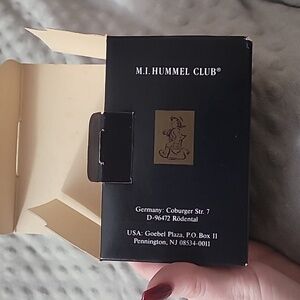 M.I. HUMMEL CLUB®
Germany: Coburger Str. 7
D-96472 Rödental
USA: Goebel Plaza, P.O. Box 11
Pennington, NJ 08534-0011